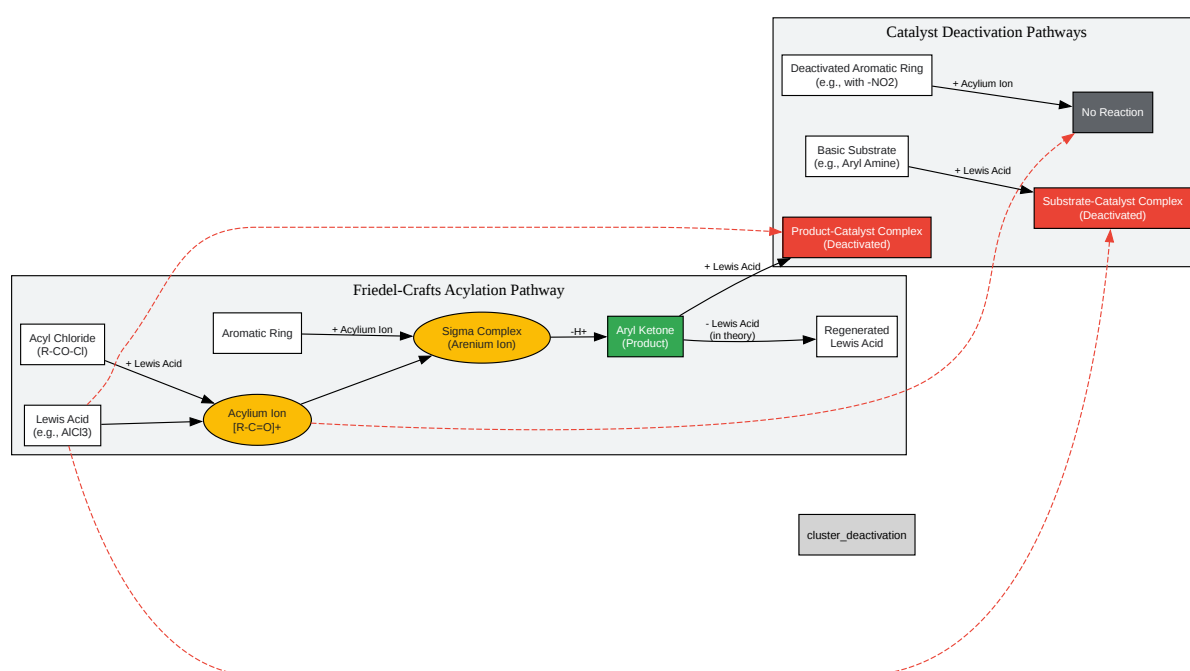 Catalyst Deactivation Pathways
Deactivated Aromatic Ring
(e.g., with -NO2)
+ Acylium Ion
No Reaction
Basic Substrate
(e.g., Aryl Amine)
+ Lewis Acid
Substrate-Catalyst Complex
(Deactivated)
Product-Catalyst Complex
(Deactivated)
+ Lewis Acid
Friedel-Crafts Acylation Pathway
Acyl Chloride
(R-CO-Cl)
+ Lewis Acid
Aromatic Ring
+ Acylium Ion
Sigma Complex
(Arenium Ion)
-H+
Aryl Ketone
(Product)
- Lewis Acid
(in theory)
Regenerated
Lewis Acid
Lewis Acid
(e.g., AlCl3)
Acylium Ion
[R-C=O]+
cluster_deactivation